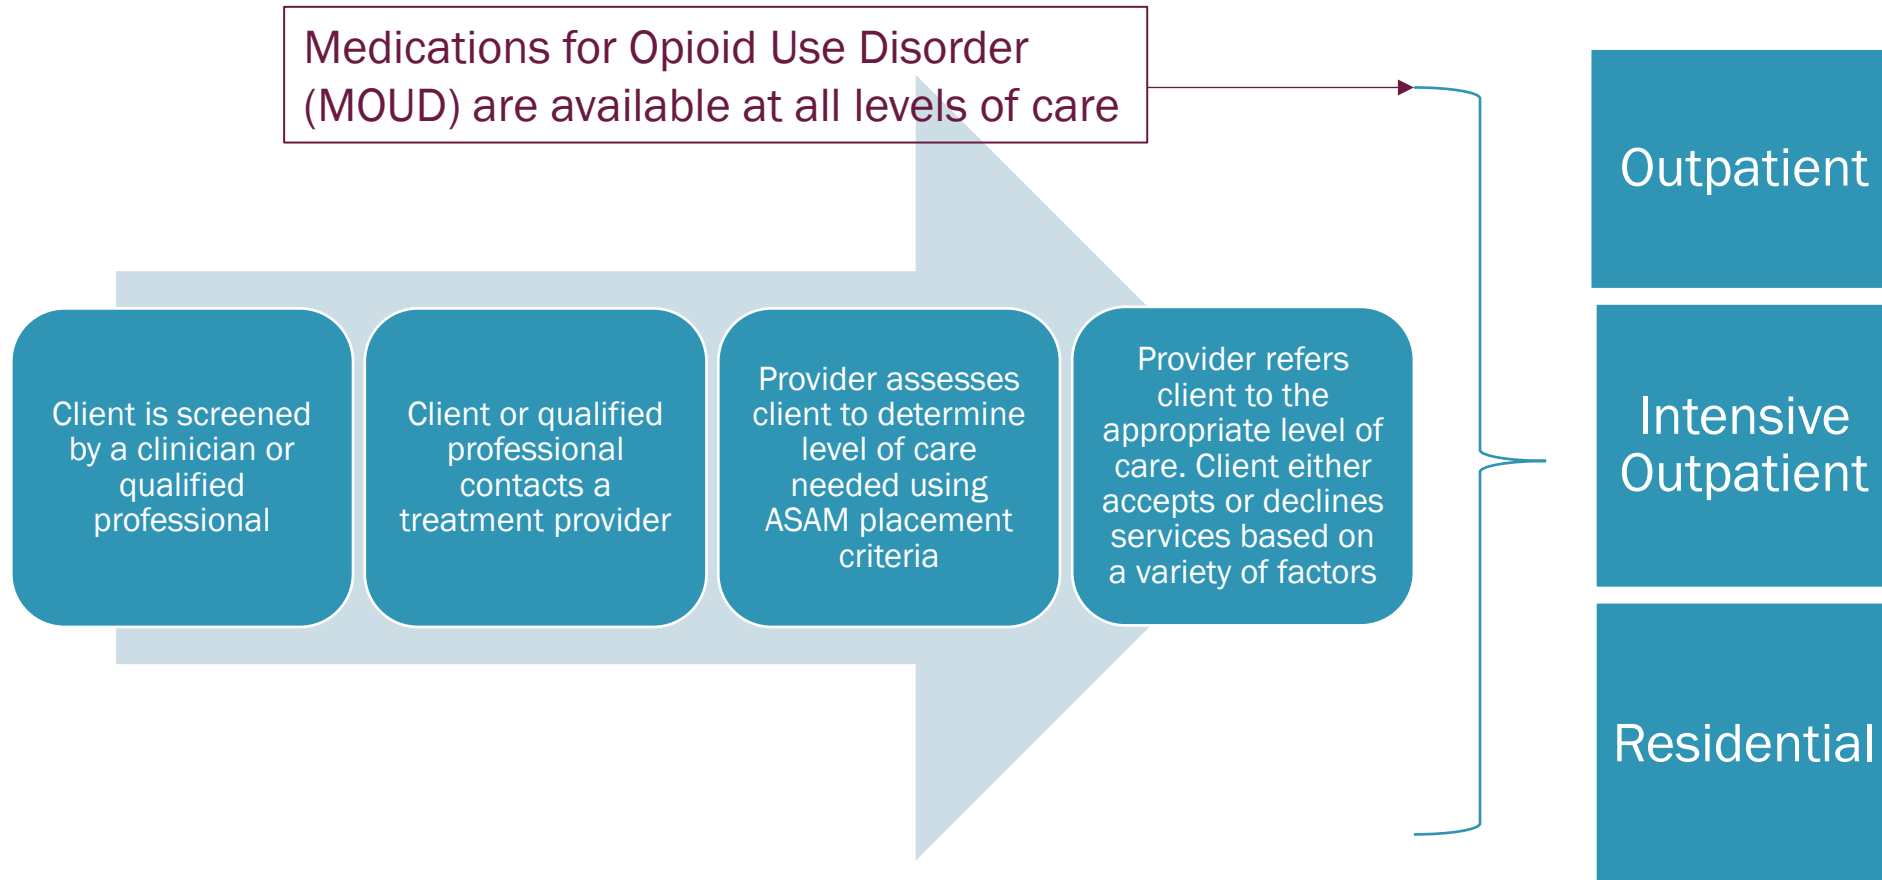 Medications for Opioid Use Disorder
(MOUD) are available at all levels of care
Client is screened
by a clinician or
qualified
professional
Client or qualified
professional
contacts a
treatment provider
Provider assesses
client to determine
level of care
needed using
ASAM placement
criteria
Provider refers
client to the
appropriate level of
care. Client either
accepts or declines
services based on
a variety of factors
Outpatient
Intensive
Outpatient
Residential